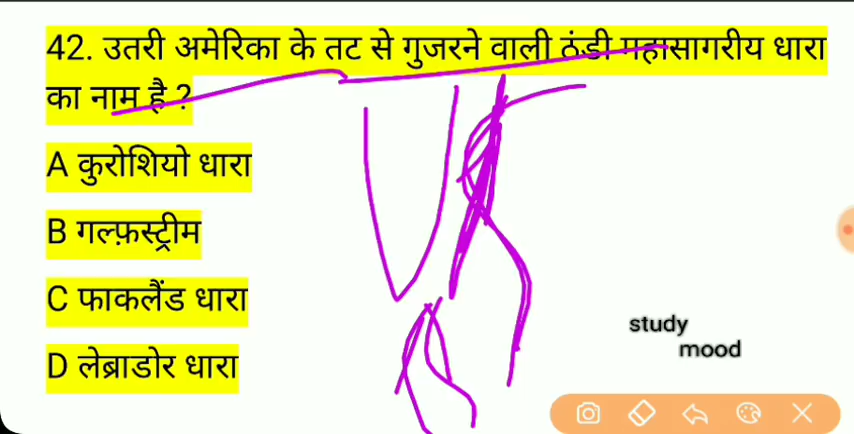 42. उतरी अमेरिका के तट से गुजरने वाली ठंडी महासागरीय धारा
का नाम है ?
A कुरोशियो धारा
B गल्फ़स्ट्रीम
C फाकलैंड धारा
D लेब्राडोर धारा
study
mood